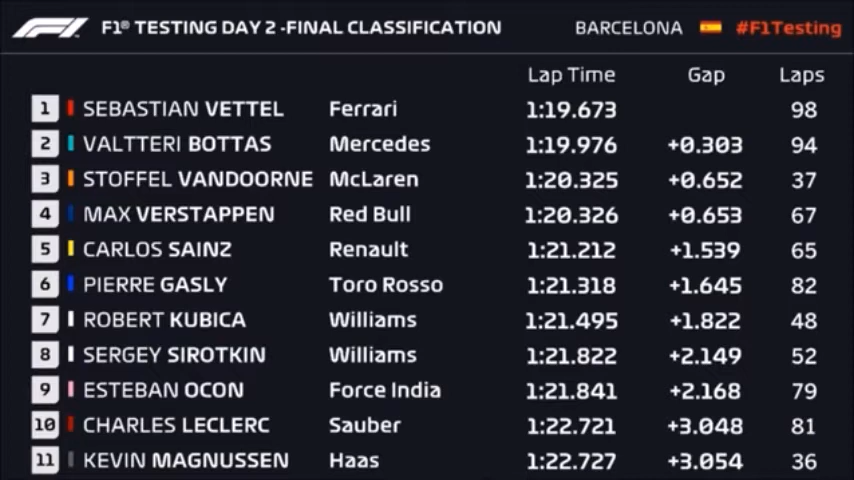 F1 F1® TESTING DAY 2 -FINAL CLASSIFICATION BARCELONA #F1Testing
Lap Time Gap Laps
1 SEBASTIAN VETTEL Ferrari 1:19.673 98
2 VALTTERI BOTTAS Mercedes 1:19.976 +0.303 94
3 STOFFEL VANDOORNE McLaren 1:20.325 +0.652 37
4 MAX VERSTAPPEN Red Bull 1:20.326 +0.653 67
5 CARLOS SAINZ Renault 1:21.212 +1.539 65
6 PIERRE GASLY Toro Rosso 1:21.318 +1.645 82
7 ROBERT KUBICA Williams 1:21.495 +1.822 48
8 SERGEY SIROTKIN Williams 1:21.822 +2.149 52
9 ESTEBAN OCON Force India 1:21.841 +2.168 79
10 CHARLES LECLERC Sauber 1:22.721 +3.048 81
11 KEVIN MAGNUSSEN Haas 1:22.727 +3.054 36